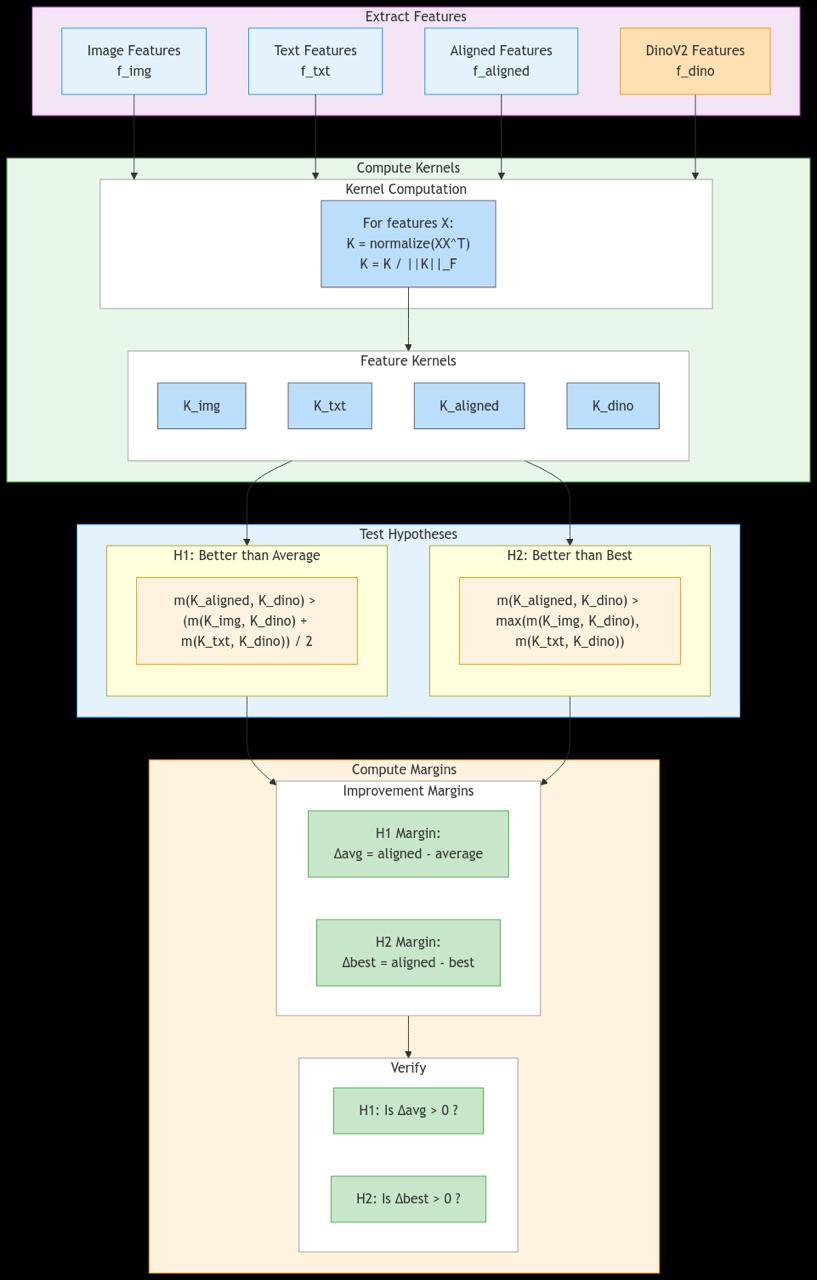 Extract Features
Image Features
f_img
Text Features
f_txt
Aligned Features
f_aligned
DinoV2 Features
f_dino
Compute Kernels
Kernel Computation
For features X:
K = normalize(XX^T)
K = K / ||K||_F
Feature Kernels
K_img
K_txt
K_aligned
K_dino
Test Hypotheses
H1: Better than Average
m(K_aligned, K_dino) >
(m(K_img, K_dino) +
m(K_txt, K_dino)) / 2
H2: Better than Best
m(K_aligned, K_dino) >
max(m(K_img, K_dino),
m(K_txt, K_dino))
Compute Margins
Improvement Margins
H1 Margin:
Δavg = aligned - average
H2 Margin:
Δbest = aligned - best
Verify
H1: Is Δavg > 0 ?
H2: Is Δbest > 0 ?